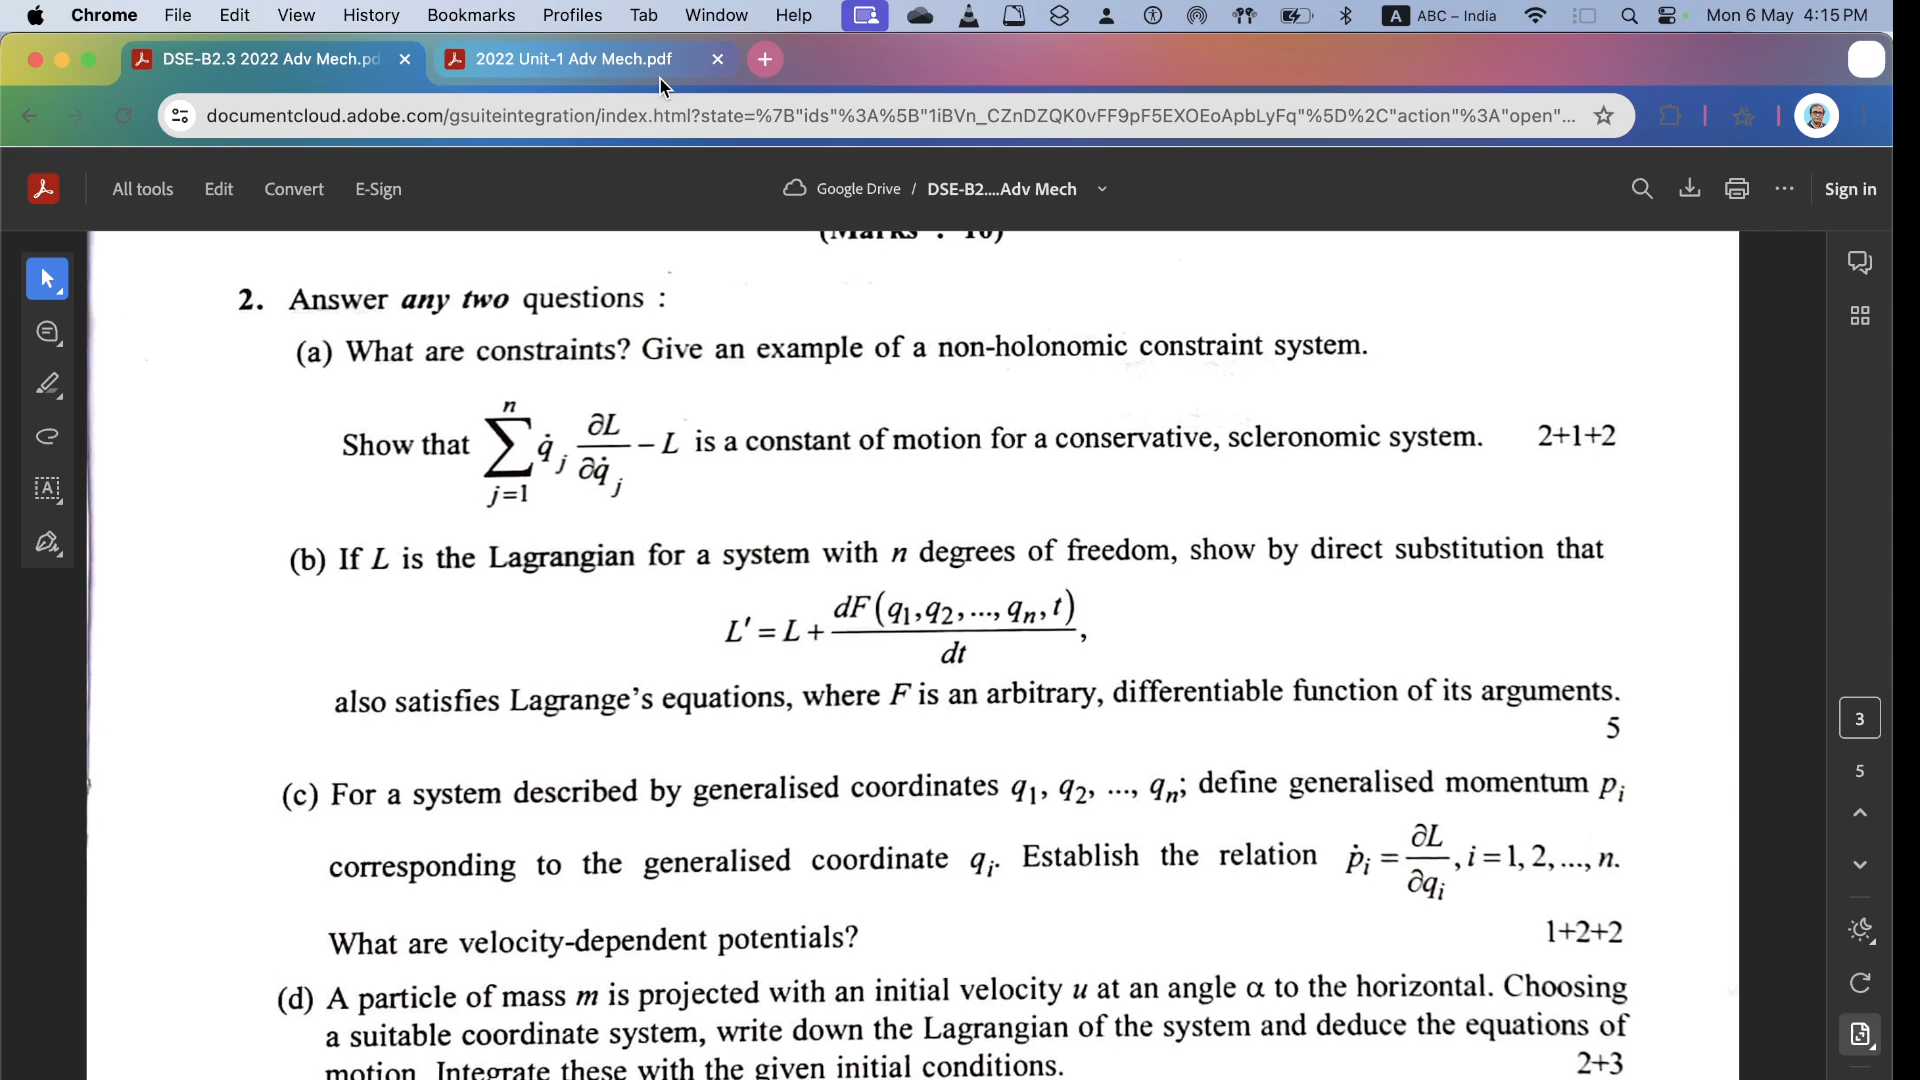 Chrome File Edit View History Bookmarks Profiles Tab Window Help A ABC – India Mon 6 May 4:15 PM
DSE-B2.3 2022 Adv Mech.pd 2022 Unit-1 Adv Mech.pdf
documentcloud.adobe.com/gsuiteintegration/index.html?state=%7B"ids"%3A%5B"1iBVn_CZnDZQK0vFF9pF5EXOEoApbLyFq"%5D%2C"action"%3A"open"...
All tools Edit Convert E-Sign Google Drive / DSE-B2....Adv Mech Sign in
(Marks : 10)
2. Answer any two questions :
(a) What are constraints? Give an example of a non-holonomic constraint system.
Show that \sum_{j=1}^{n} \dot{q}_j \frac{∂L}{∂\dot{q}_j} – L is a constant of motion for a conservative, scleronomic system. 2+1+2
(b) If L is the Lagrangian for a system with n degrees of freedom, show by direct substitution that
L' = L + \frac{dF(q_1, q_2, ..., q_n, t)}{dt},
also satisfies Lagrange's equations, where F is an arbitrary, differentiable function of its arguments.
5
(c) For a system described by generalised coordinates q_1, q_2, ..., q_n; define generalised momentum p_i
corresponding to the generalised coordinate q_i. Establish the relation \dot{p}_i = \frac{∂L}{∂q_i}, i = 1, 2, ..., n.
What are velocity-dependent potentials? 1+2+2
(d) A particle of mass m is projected with an initial velocity u at an angle α to the horizontal. Choosing
a suitable coordinate system, write down the Lagrangian of the system and deduce the equations of
motion. Integrate these with the given initial conditions. 2+3
3
5